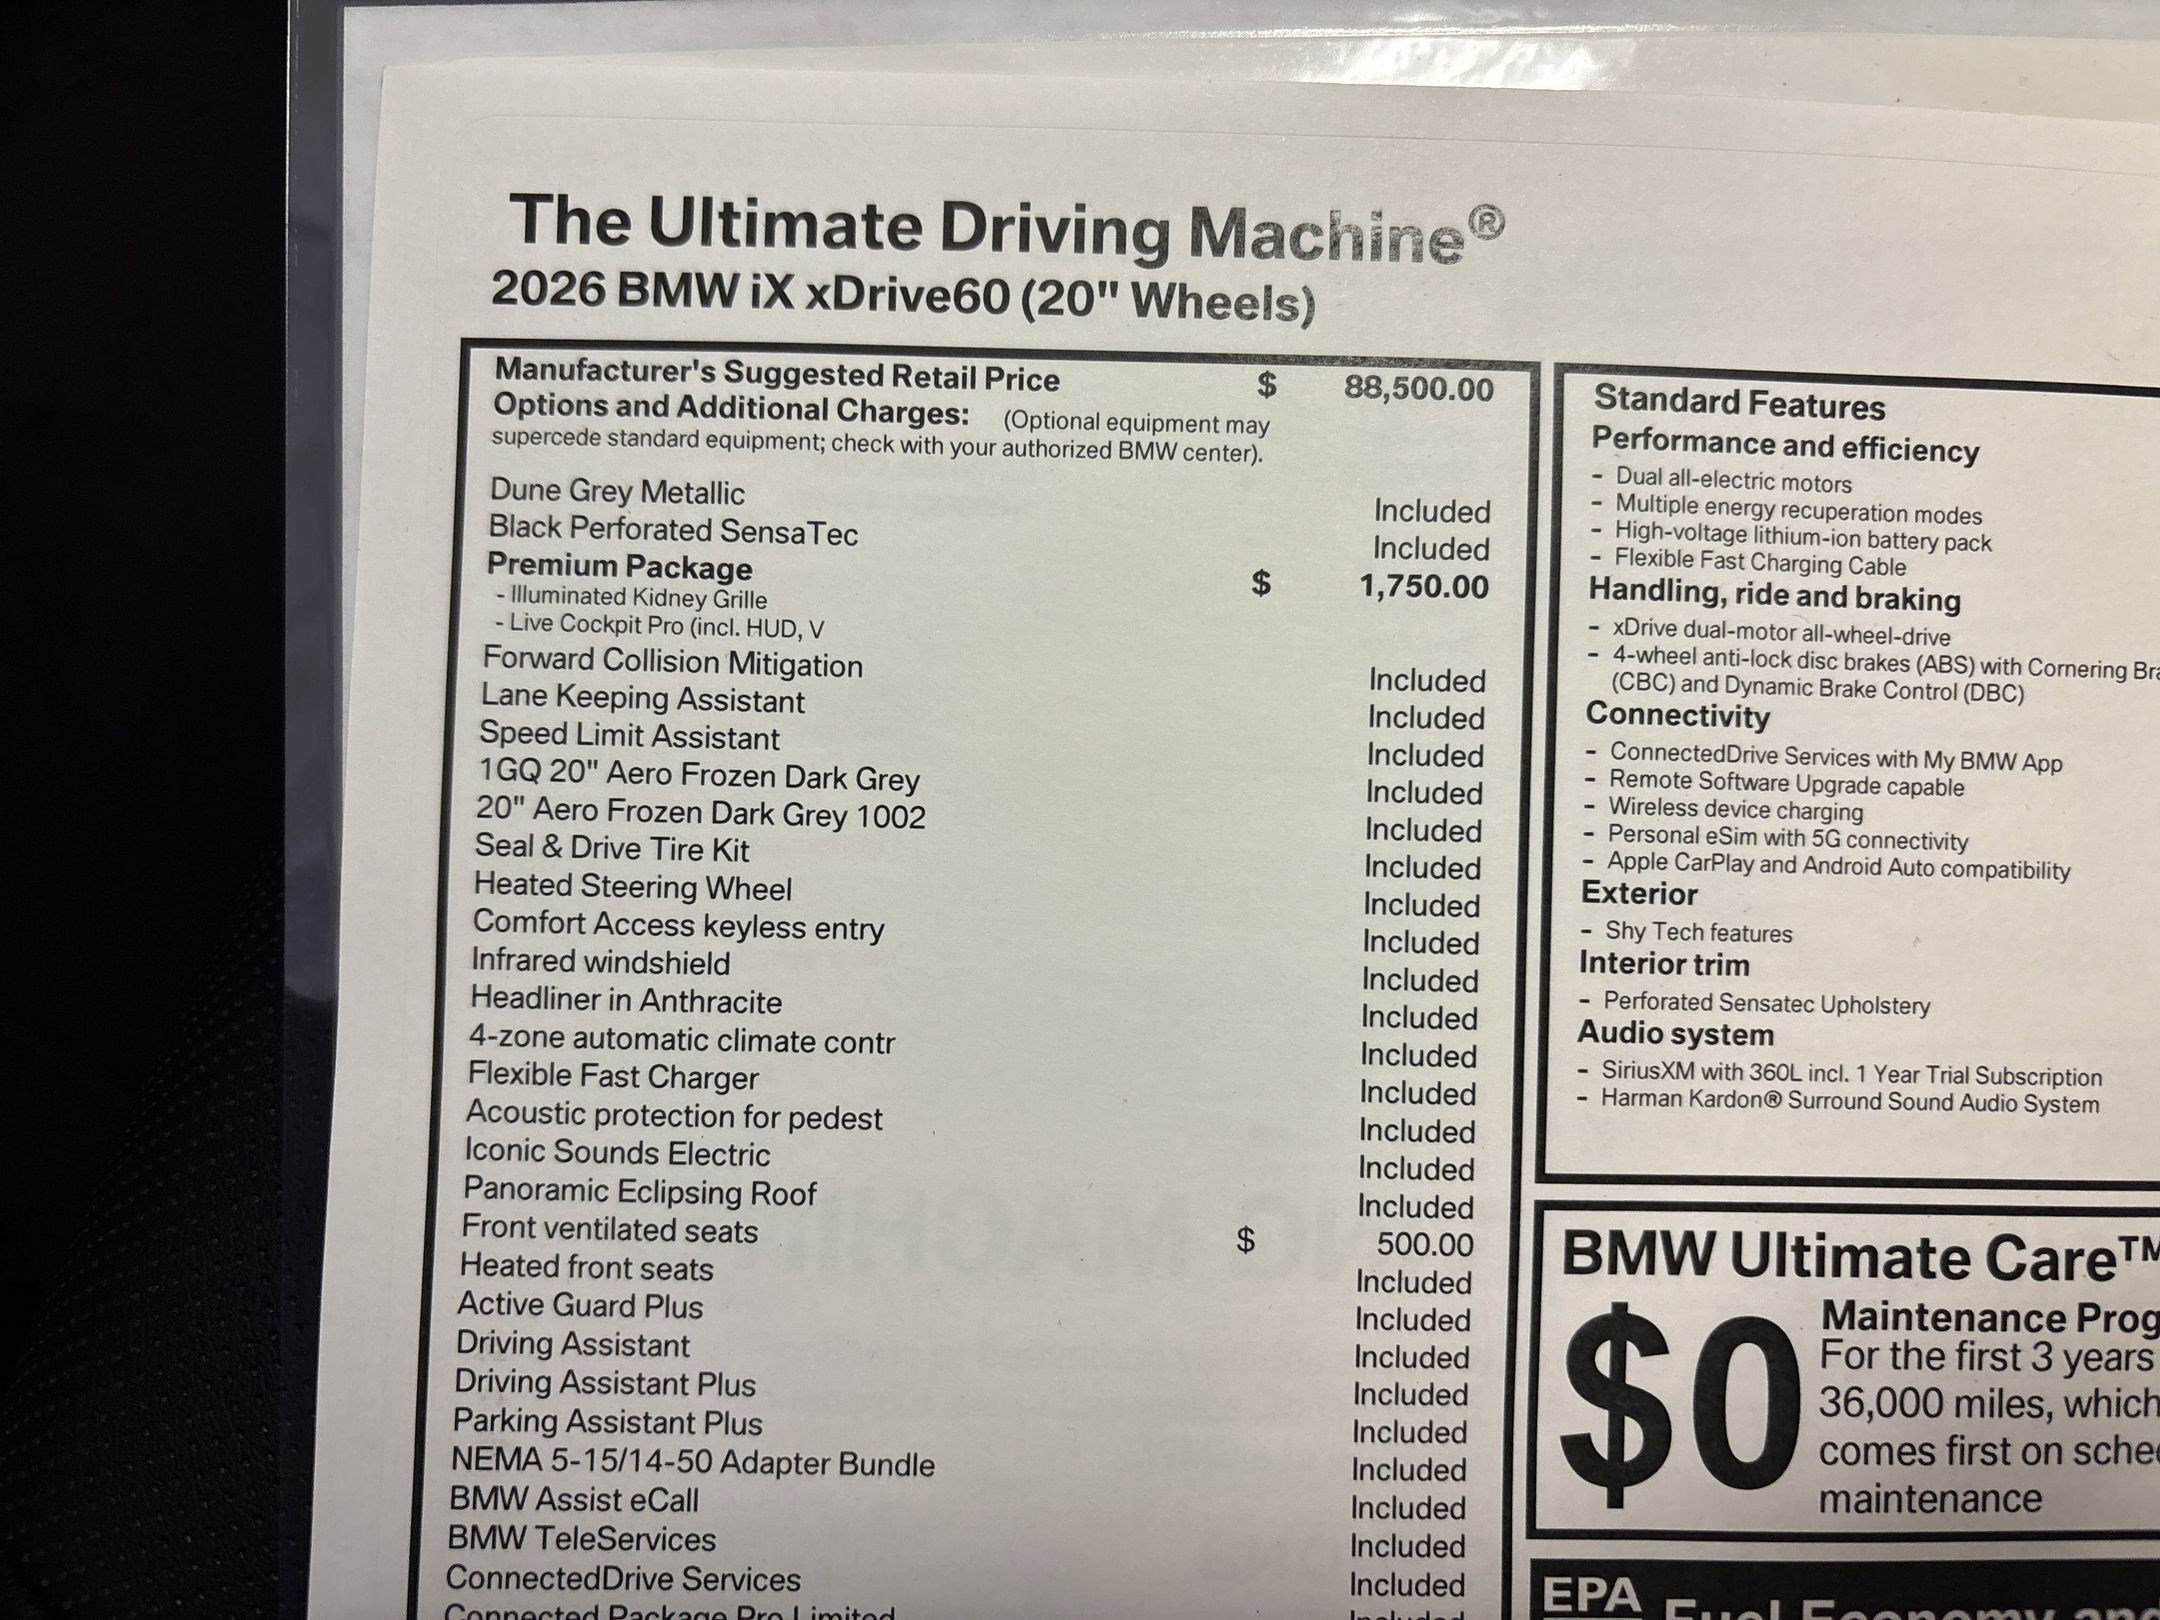 The Ultimate Driving Machine®
2026 BMW iX xDrive60 (20" Wheels)
Manufacturer's Suggested Retail Price $ 88,500.00
Options and Additional Charges: (Optional equipment may
supercede standard equipment; check with your authorized BMW center).
Dune Grey Metallic Included
Black Perforated SensaTec Included
Premium Package $ 1,750.00
- Illuminated Kidney Grille
- Live Cockpit Pro (incl. HUD, V
Forward Collision Mitigation Included
Lane Keeping Assistant Included
Speed Limit Assistant Included
1GQ 20" Aero Frozen Dark Grey Included
20" Aero Frozen Dark Grey 1002 Included
Seal & Drive Tire Kit Included
Heated Steering Wheel Included
Comfort Access keyless entry Included
Infrared windshield Included
Headliner in Anthracite Included
4-zone automatic climate contr Included
Flexible Fast Charger Included
Acoustic protection for pedest Included
Iconic Sounds Electric Included
Panoramic Eclipsing Roof Included
Front ventilated seats $ 500.00
Heated front seats Included
Active Guard Plus Included
Driving Assistant Included
Driving Assistant Plus Included
Parking Assistant Plus Included
NEMA 5-15/14-50 Adapter Bundle Included
BMW Assist eCall Included
BMW TeleServices Included
ConnectedDrive Services Included
Connected Package Pro Limited Included
Standard Features
Performance and efficiency
- Dual all-electric motors
- Multiple energy recuperation modes
- High-voltage lithium-ion battery pack
- Flexible Fast Charging Cable
Handling, ride and braking
- xDrive dual-motor all-wheel-drive
- 4-wheel anti-lock disc brakes (ABS) with Cornering Bra
(CBC) and Dynamic Brake Control (DBC)
Connectivity
- ConnectedDrive Services with My BMW App
- Remote Software Upgrade capable
- Wireless device charging
- Personal eSim with 5G connectivity
- Apple CarPlay and Android Auto compatibility
Exterior
- Shy Tech features
Interior trim
- Perforated Sensatec Upholstery
Audio system
- SiriusXM with 360L incl. 1 Year Trial Subscription
- Harman Kardon® Surround Sound Audio System
BMW Ultimate Care™
$0
Maintenance Prog
For the first 3 years
36,000 miles, which
comes first on sche
maintenance
EPA Fuel Economy and